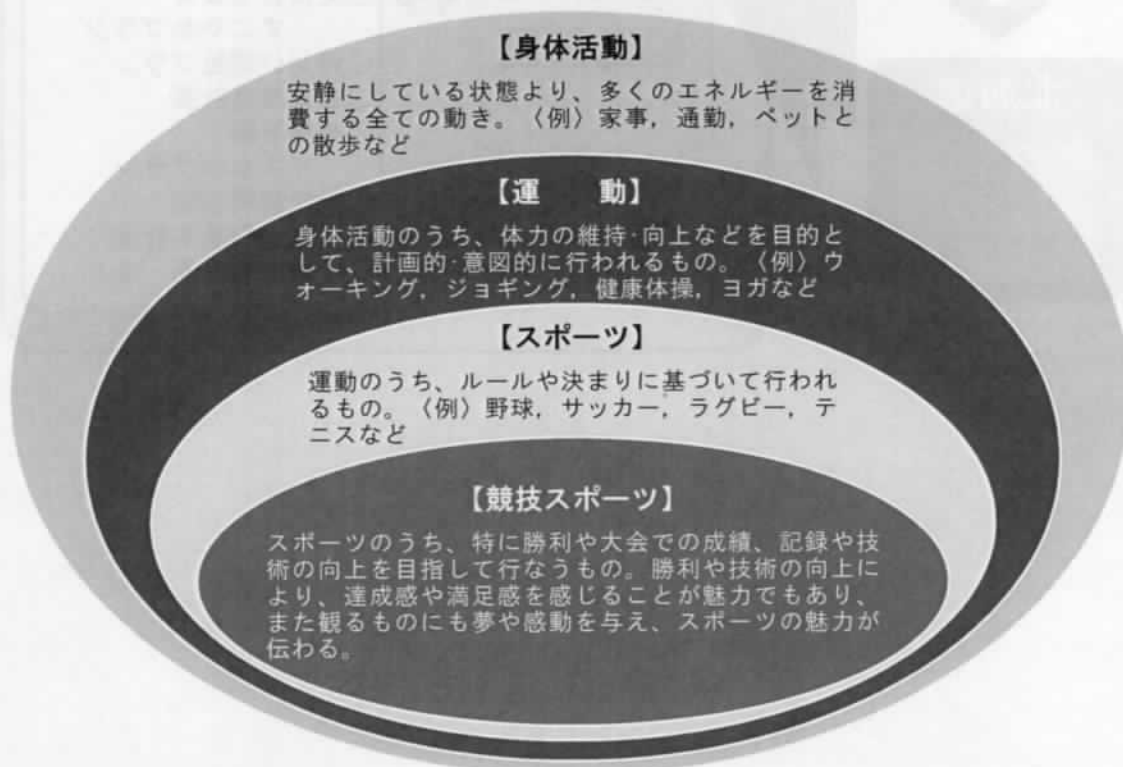 【身体活動】
安静にしている状態より、多くのエネルギーを消
費する全ての動き。〈例〉家事，通勤，ペットと
の散歩など
【運　　動】
身体活動のうち、体力の維持·向上などを目的と
して、計画的·意図的に行われるもの。〈例〉ウ
ォーキング，ジョギング，健康体操，ヨガなど
【スポーツ】
運動のうち、ルールや決まりに基づいて行われ
るもの。〈例〉野球，サッカー，ラグビー，テ
ニスなど
【競技スポーツ】
スポーツのうち、特に勝利や大会での成績、記録や技
術の向上を目指して行なうもの。勝利や技術の向上に
より、達成感や満足感を感じることが魅力でもあり、
また観るものにも夢や感動を与え、スポーツの魅力が
伝わる。